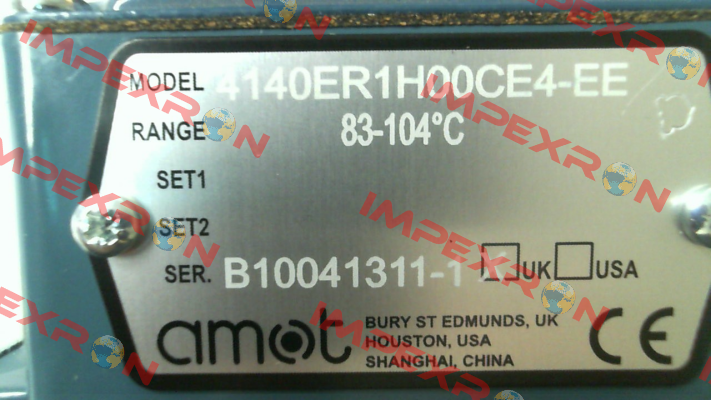 MODEL 4140ER1H00CE4-EE
RANGE 83-104°C
SET1
SET2
SER. B10041311-1 UK USA
amot
BURY ST EDMUNDS, UK
HOUSTON, USA
SHANGHAI, CHINA
CE
IMPEXRON